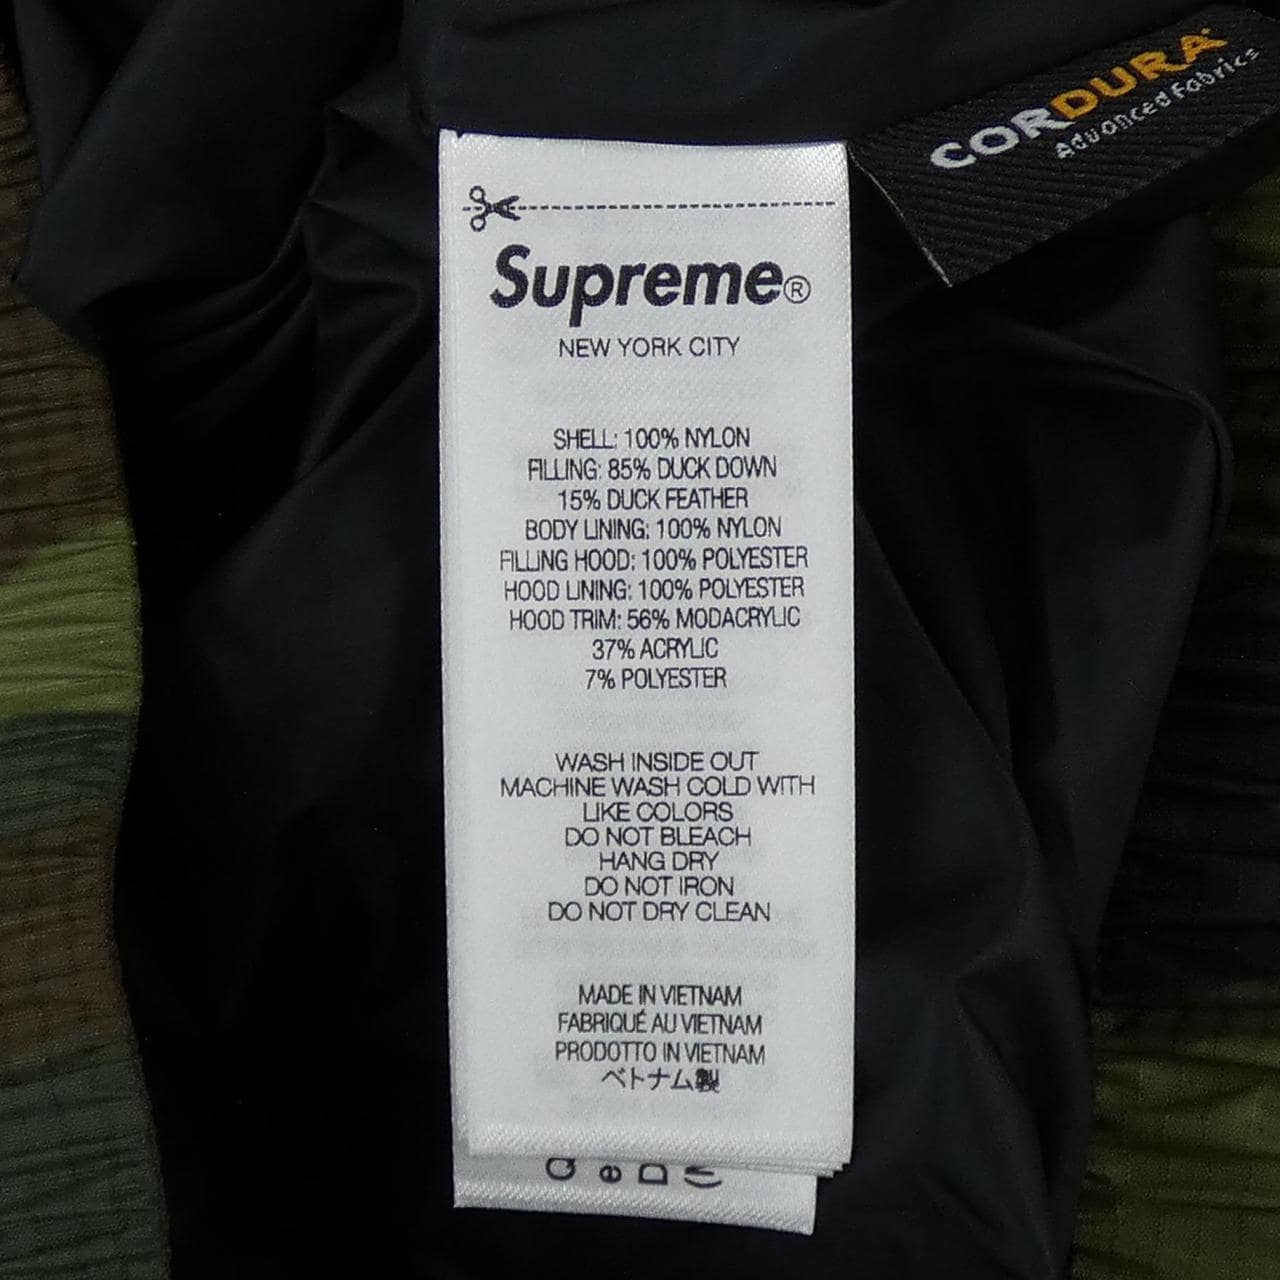 CORDURA
Advanced Fabrics
Supreme®
NEW YORK CITY
SHELL: 100% NYLON
FILLING: 85% DUCK DOWN
15% DUCK FEATHER
BODY LINING: 100% NYLON
FILLING HOOD: 100% POLYESTER
HOOD LINING: 100% POLYESTER
HOOD TRIM: 56% MODACRYLIC
37% ACRYLIC
7% POLYESTER
WASH INSIDE OUT
MACHINE WASH COLD WITH
LIKE COLORS
DO NOT BLEACH
HANG DRY
DO NOT IRON
DO NOT DRY CLEAN
MADE IN VIETNAM
FABRIQUÉ AU VIETNAM
PRODOTTO IN VIETNAM
ベトナム製